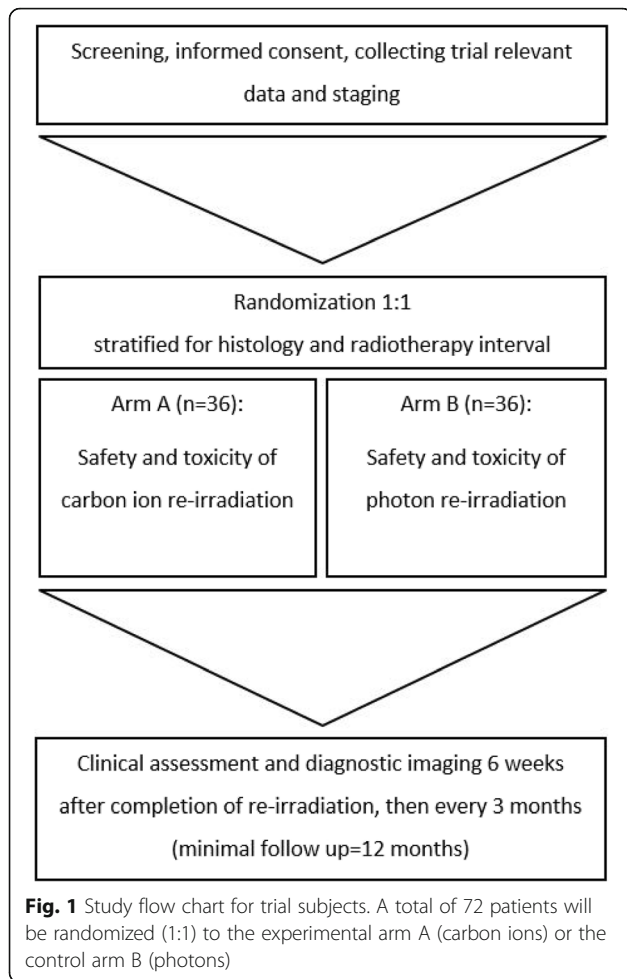 Screening, informed consent, collecting trial relevant
data and staging
Randomization 1:1
stratified for histology and radiotherapy interval
Arm A (n=36):
Safety and toxicity of
carbon ion re-irradiation
Arm B (n=36):
Safety and toxicity of
photon re-irradiation
Clinical assessment and diagnostic imaging 6 weeks
after completion of re-irradiation, then every 3 months
(minimal follow up=12 months)
Fig. 1 Study flow chart for trial subjects. A total of 72 patients will
be randomized (1:1) to the experimental arm A (carbon ions) or the
control arm B (photons)